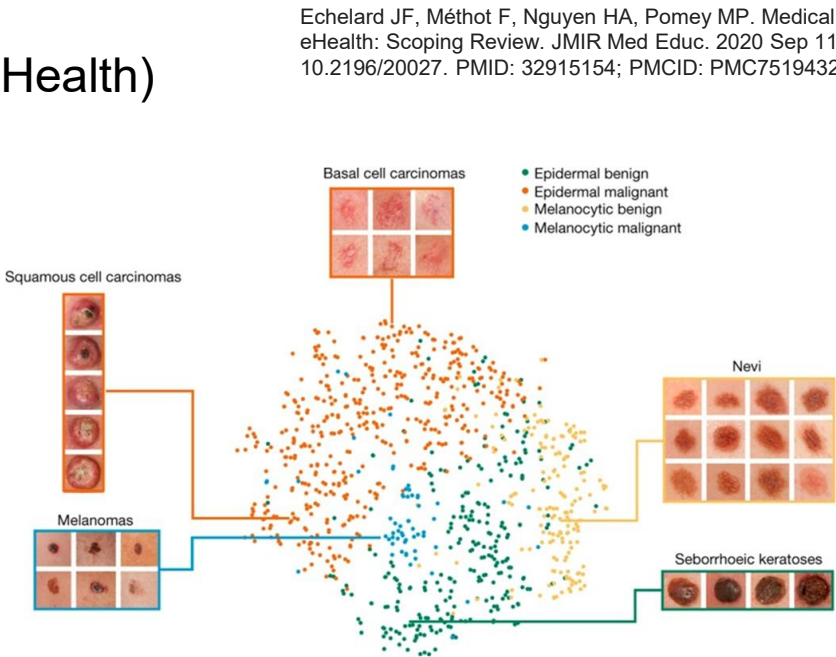 Echelard JF, Méthot F, Nguyen HA, Pomey MP. Medical
eHealth: Scoping Review. JMIR Med Educ. 2020 Sep 11
10.2196/20027. PMID: 32915154; PMCID: PMC7519432
Health)
Basal cell carcinomas
Epidermal benign
Epidermal malignant
Melanocytic benign
Melanocytic malignant
Squamous cell carcinomas
Nevi
Melanomas
Seborrhoeic keratoses